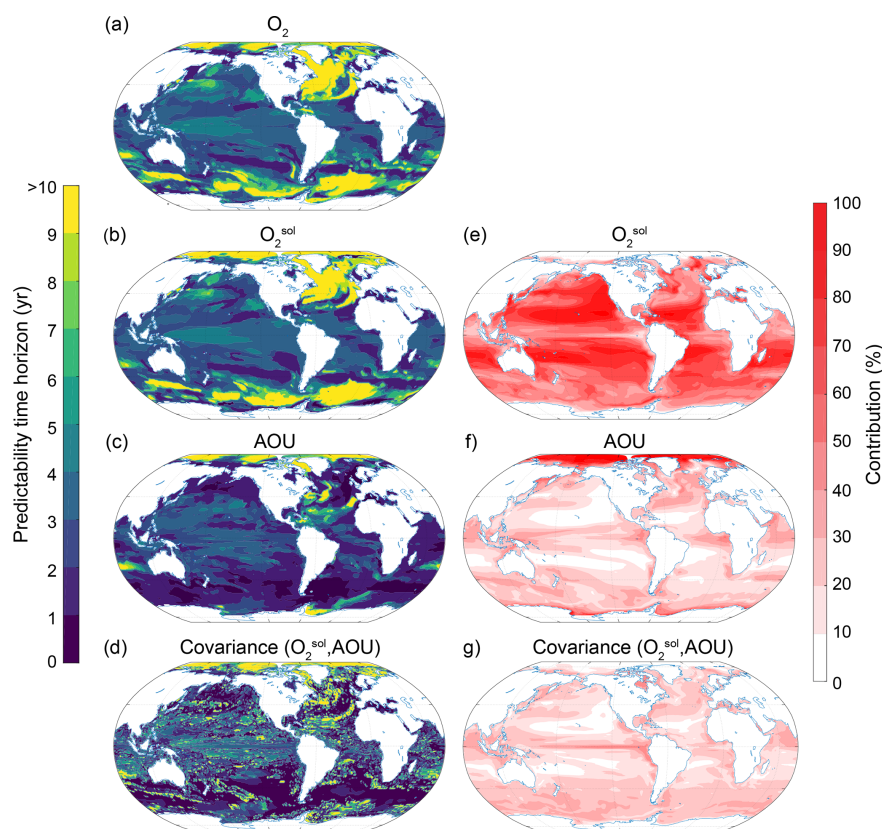 (a) O₂
(b) O₂ˢᵒˡ
(e) O₂ˢᵒˡ
(c) AOU
(f) AOU
(d) Covariance (O₂ˢᵒˡ,AOU)
(g) Covariance (O₂ˢᵒˡ,AOU)
Predictability time horizon (yr)
>10
9
8
7
6
5
4
3
2
1
0
Contribution (%)
100
90
80
70
60
50
40
30
20
10
0